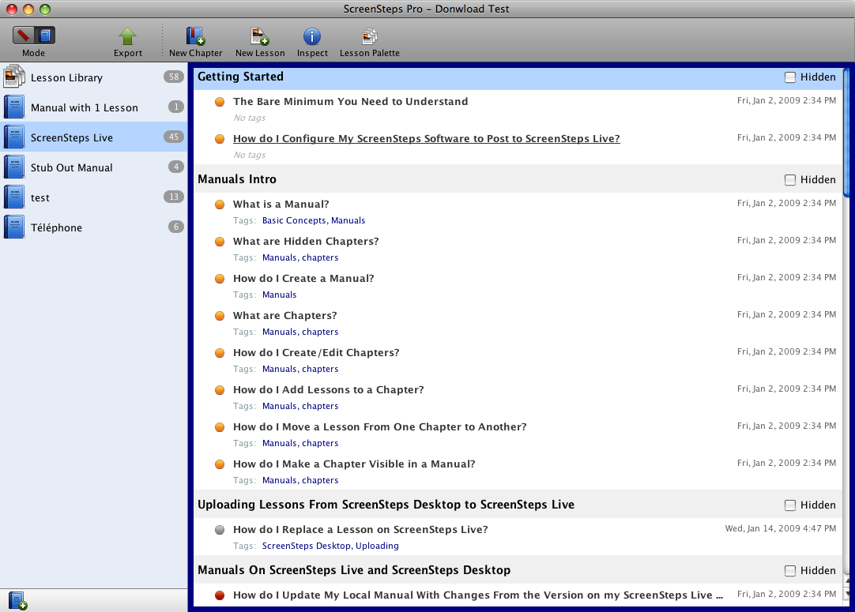 ScreenSteps Pro - Donwload Test
Mode
Export
New Chapter
New Lesson
Inspect
Lesson Palette
Lesson Library 58
Manual with 1 Lesson 1
ScreenSteps Live 45
Stub Out Manual 4
test 13
Téléphone 6
Getting Started Hidden
The Bare Minimum You Need to Understand Fri, Jan 2, 2009 2:34 PM
No tags
How do I Configure My ScreenSteps Software to Post to ScreenSteps Live? Fri, Jan 2, 2009 2:34 PM
No tags
Manuals Intro Hidden
What is a Manual? Fri, Jan 2, 2009 2:34 PM
Tags: Basic Concepts, Manuals
What are Hidden Chapters? Fri, Jan 2, 2009 2:34 PM
Tags: Manuals, chapters
How do I Create a Manual? Fri, Jan 2, 2009 2:34 PM
Tags: Manuals
What are Chapters? Fri, Jan 2, 2009 2:34 PM
Tags: Manuals, chapters
How do I Create/Edit Chapters? Fri, Jan 2, 2009 2:34 PM
Tags: Manuals, chapters
How do I Add Lessons to a Chapter? Fri, Jan 2, 2009 2:34 PM
Tags: Manuals, chapters
How do I Move a Lesson From One Chapter to Another? Fri, Jan 2, 2009 2:34 PM
Tags: Manuals, chapters
How do I Make a Chapter Visible in a Manual? Fri, Jan 2, 2009 2:34 PM
Tags: Manuals, chapters
Uploading Lessons From ScreenSteps Desktop to ScreenSteps Live Hidden
How do I Replace a Lesson on ScreenSteps Live? Wed, Jan 14, 2009 4:47 PM
Tags: ScreenSteps Desktop, Uploading
Manuals On ScreenSteps Live and ScreenSteps Desktop Hidden
How do I Update My Local Manual With Changes From the Version on my ScreenSteps Live ... Fri, Jan 2, 2009 2:34 PM